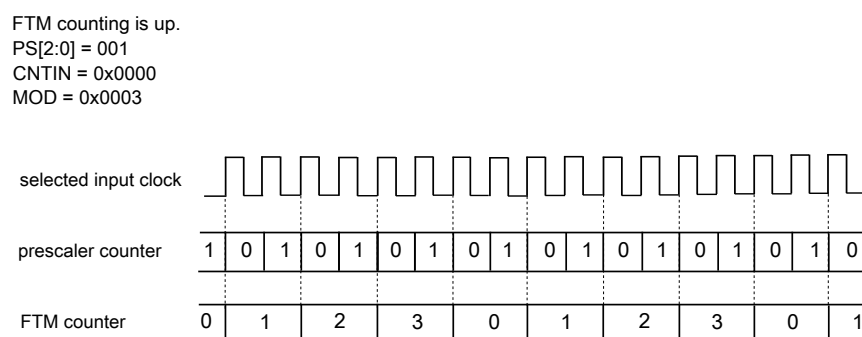 FTM counting is up.
PS[2:0] = 001
CNTIN = 0x0000
MOD = 0x0003
selected input clock
prescaler counter 1 0 1 0 1 0 1 0 1 0 1 0 1 0 1 0 1 0
FTM counter 0 1 2 3 0 1 2 3 0 1